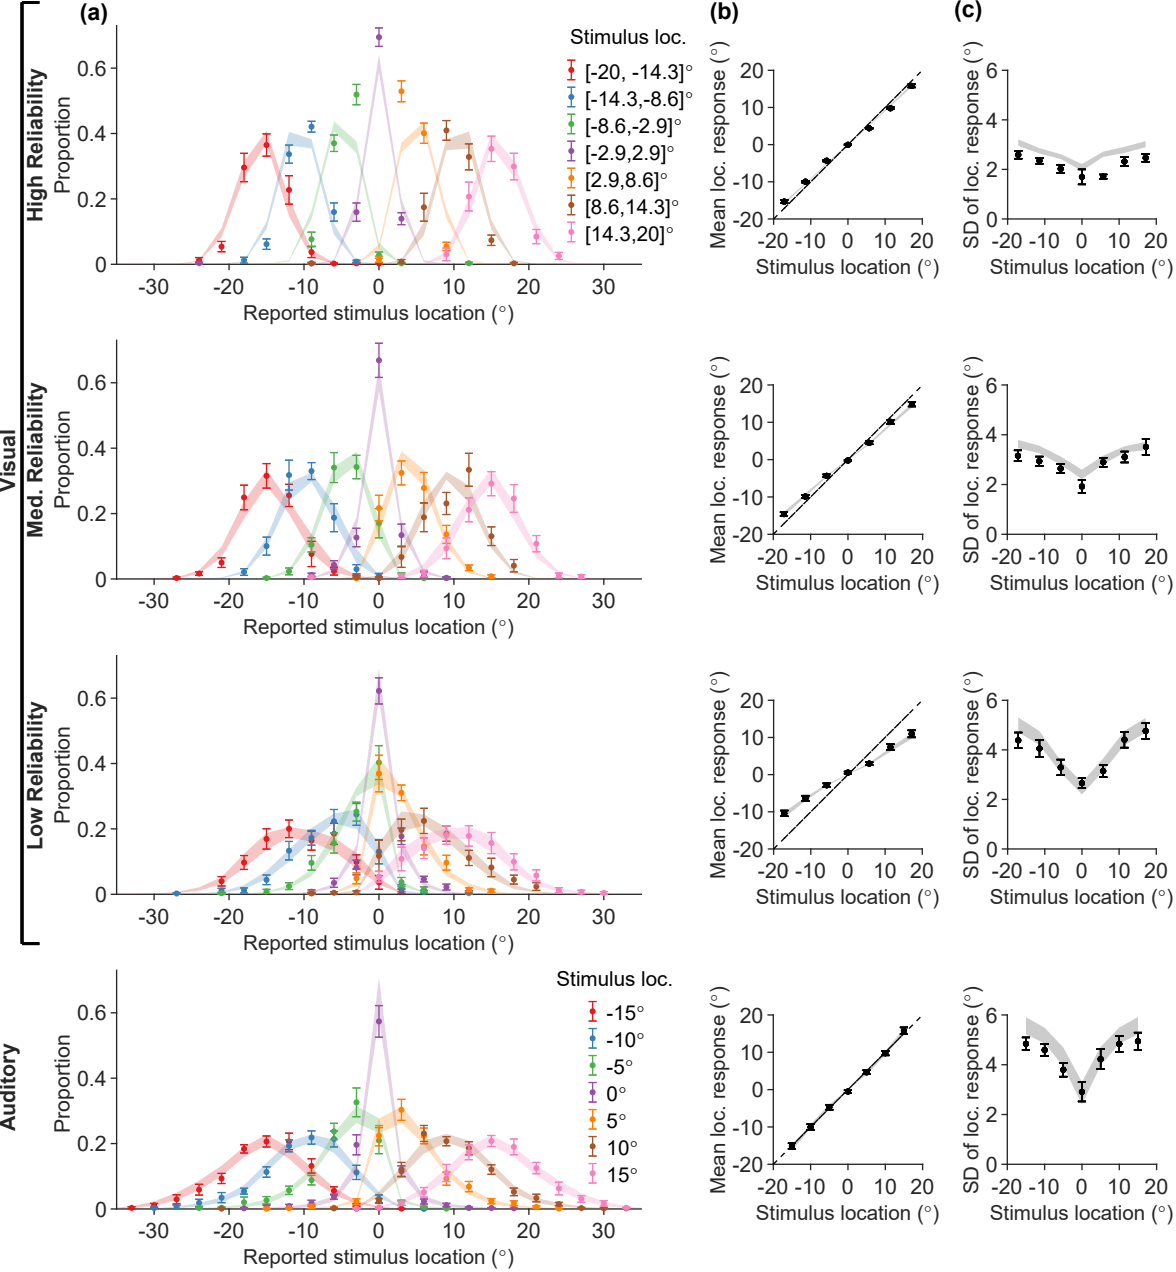 (a)
(b)
(c)
Visual
High Reliability
Proportion
0.6
0.4
0.2
0
-30 -20 -10 0 10 20 30
Reported stimulus location (°)
Stimulus loc.
[-20, -14.3]°
[-14.3,-8.6]°
[-8.6,-2.9]°
[-2.9,2.9]°
[2.9,8.6]°
[8.6,14.3]°
[14.3,20]°
Mean loc. response (°)
20
10
0
-10
-20
-20 -10 0 10 20
Stimulus location (°)
SD of loc. response (°)
6
4
2
0
-20 -10 0 10 20
Stimulus location (°)
Med. Reliability
Proportion
0.6
0.4
0.2
0
-30 -20 -10 0 10 20 30
Reported stimulus location (°)
Mean loc. response (°)
20
10
0
-10
-20
-20 -10 0 10 20
Stimulus location (°)
SD of loc. response (°)
6
4
2
0
-20 -10 0 10 20
Stimulus location (°)
Low Reliability
Proportion
0.6
0.4
0.2
0
-30 -20 -10 0 10 20 30
Reported stimulus location (°)
Mean loc. response (°)
20
10
0
-10
-20
-20 -10 0 10 20
Stimulus location (°)
SD of loc. response (°)
6
4
2
0
-20 -10 0 10 20
Stimulus location (°)
Auditory
Proportion
0.6
0.4
0.2
0
-30 -20 -10 0 10 20 30
Reported stimulus location (°)
Stimulus loc.
-15°
-10°
-5°
0°
5°
10°
15°
Mean loc. response (°)
20
10
0
-10
-20
-20 -10 0 10 20
Stimulus location (°)
SD of loc. response (°)
6
4
2
0
-20 -10 0 10 20
Stimulus location (°)